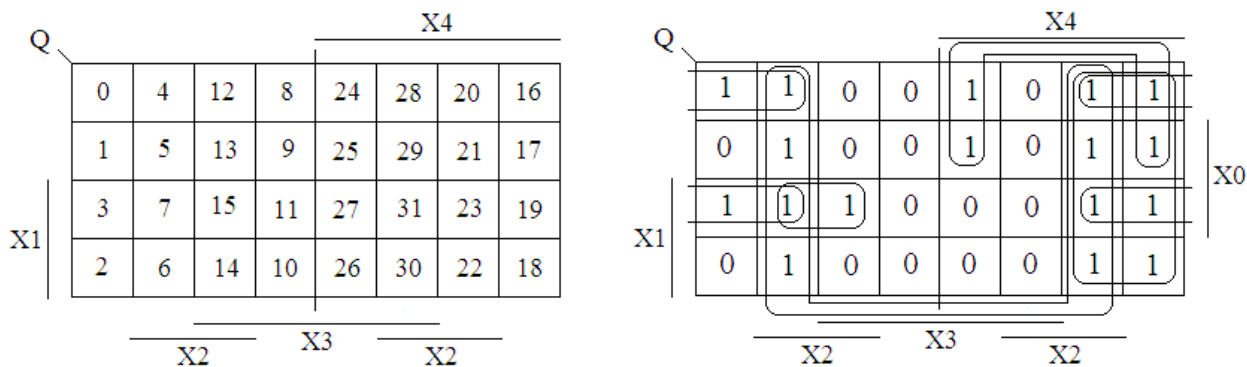 X4 X4
Q Q
0 4 12 8 24 28 20 16 1 1 0 0 1 0 1 1
1 5 13 9 25 29 21 17 0 1 0 0 1 0 1 1
X0
3 7 15 11 27 31 23 19 1 1 1 0 0 0 1 1
X1 X1
2 6 14 10 26 30 22 18 0 1 0 0 0 0 1 1
X3 X3
X2 X2 X2 X2